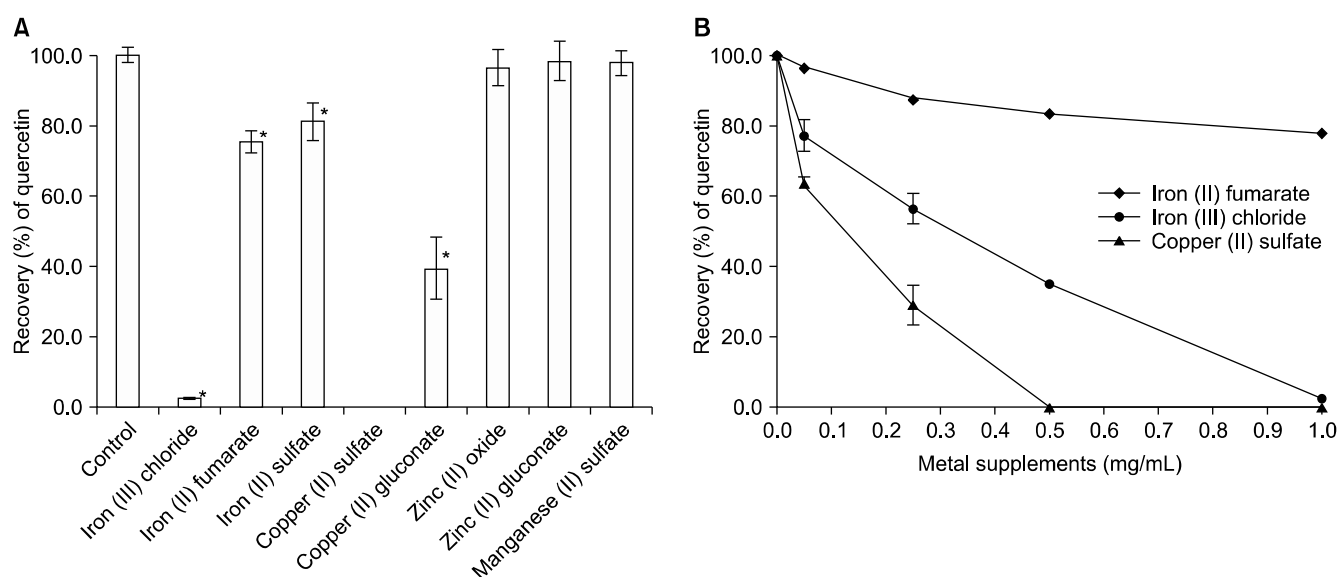 A
Recovery (%) of quercetin
100.0
80.0
60.0
40.0
20.0
0.0
*
*
*
*
Control
Iron (III) chloride
Iron (II) fumarate
Iron (II) sulfate
Copper (II) sulfate
Copper (II) gluconate
Zinc (II) oxide
Zinc (II) gluconate
Manganese (II) sulfate
B
Recovery (%) of quercetin
100.0
80.0
60.0
40.0
20.0
0.0
Iron (II) fumarate
Iron (III) chloride
Copper (II) sulfate
0.0 0.1 0.2 0.3 0.4 0.5 0.6 0.7 0.8 0.9 1.0
Metal supplements (mg/mL)